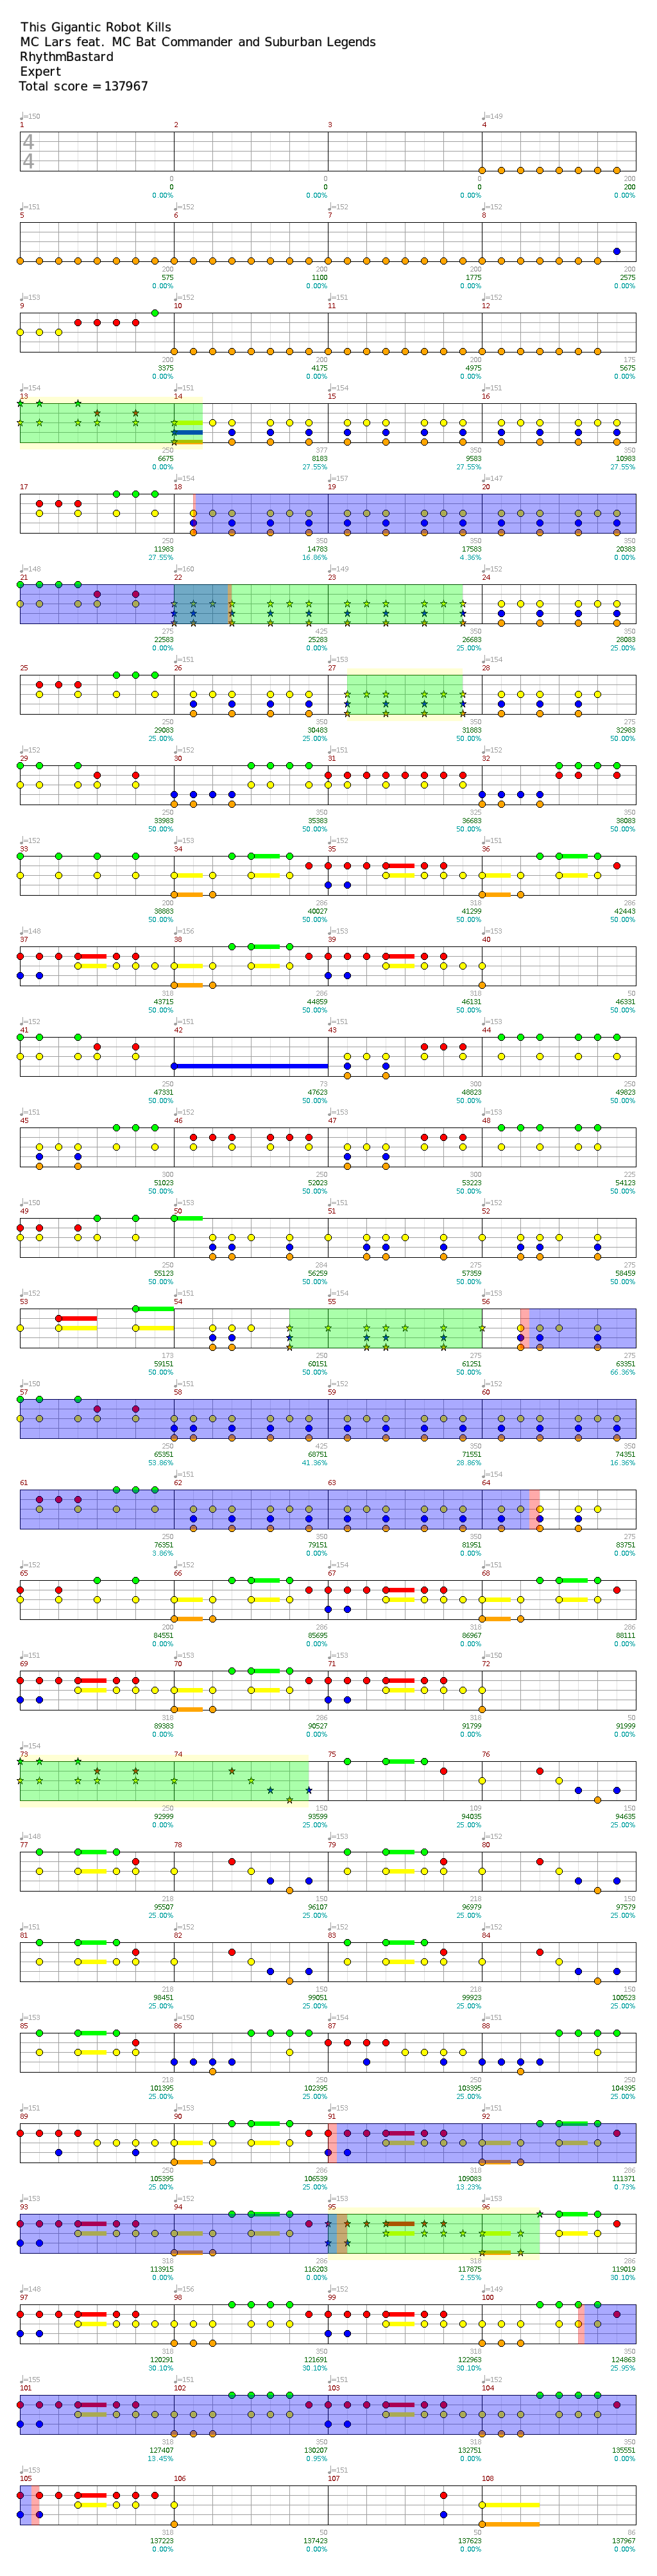 This Gigantic Robot Kills
MC Lars feat. MC Bat Commander and Suburban Legends
RhythmBastard
Expert
Total score = 137967
♩=150 ♩=149
1 2 3 4
4
4
0 0 0 200
0 0 0 200
0.00% 0.00% 0.00% 0.00%
♩=151 ♩=152 ♩=152 ♩=152
5 6 7 8
200 200 200 200
575 1100 1775 2575
0.00% 0.00% 0.00% 0.00%
♩=153 ♩=152 ♩=151
9 10 11 12
200 200 200 175
3375 4175 4975 5675
0.00% 0.00% 0.00% 0.00%
♩=154 ♩=151 ♩=154
13 14 15 16
250 377 350 350
6675 8183 9583 10983
0.00% 27.55% 27.55% 27.55%
♩=154 ♩=157 ♩=147
17 18 19 20
250 350 350 350
11983 14783 17583 20383
27.55% 16.86% 4.36% 0.00%
♩=148 ♩=160 ♩=149
21 22 23 24
275 425 350 350
22583 25283 26683 28083
0.00% 0.00% 25.00% 25.00%
♩=151 ♩=153 ♩=154
25 26 27 28
250 350 350 275
29083 30483 31883 32983
25.00% 25.00% 50.00% 50.00%
♩=152 ♩=152 ♩=151 ♩=152
29 30 31 32
250 350 325 350
33983 35383 36683 38083
50.00% 50.00% 50.00% 50.00%
♩=152 ♩=152 ♩=151
33 34 35 36
200 286 318 286
38883 40027 41299 42443
50.00% 50.00% 50.00% 50.00%
♩=148 ♩=156 ♩=153
37 38 39 40
318 286 318 50
43715 44859 46131 46331
50.00% 50.00% 50.00% 50.00%
♩=152 ♩=151 ♩=153
41 42 43 44
250 73 300 250
47331 47623 48823 49823
50.00% 50.00% 50.00% 50.00%
♩=151 ♩=152 ♩=151 ♩=153
45 46 47 48
300 250 300 225
51023 52023 53223 54123
50.00% 50.00% 50.00% 50.00%
♩=150 ♩=153 ♩=151
49 50 51 52
250 284 275 275
55123 56259 57359 58459
50.00% 50.00% 50.00% 50.00%
♩=152 ♩=151 ♩=154 ♩=153
53 54 55 56
173 250 275 275
59151 60151 61251 63351
50.00% 50.00% 50.00% 66.36%
♩=150 ♩=152 ♩=151
57 58 59 60
250 425 350 350
65351 68751 71551 74351
53.86% 41.36% 28.86% 16.36%
♩=151 ♩=154
61 62 63 64
250 350 350 275
76351 79151 81951 83751
3.86% 0.00% 0.00% 0.00%
♩=152 ♩=152 ♩=154 ♩=151
65 66 67 68
200 286 318 286
84551 85695 86967 88111
0.00% 0.00% 0.00% 0.00%
♩=153 ♩=150 ♩=153
69 70 71 72
318 286 318 50
89383 90527 91799 91999
0.00% 0.00% 0.00% 0.00%
♩=154
73 74 75 76
250 150 109 150
92999 93599 94035 94635
0.00% 25.00% 25.00% 25.00%
♩=148 ♩=153
77 78 79 80
218 150 218 150
95507 96107 96979 97579
25.00% 25.00% 25.00% 25.00%
♩=151 ♩=152 ♩=152
81 82 83 84
218 150 218 150
98451 99051 99923 100523
25.00% 25.00% 25.00% 25.00%
♩=153 ♩=150 ♩=154
85 86 87 88
218 250 250 250
101395 102395 103395 104395
25.00% 25.00% 25.00% 25.00%
♩=151 ♩=153
89 90 91 92
250 286 318 286
105395 106539 109083 111371
25.00% 25.00% 13.23% 0.73%
♩=153 ♩=152
93 94 95 96
318 286 318 286
113915 116203 117875 119019
0.00% 0.00% 2.55% 30.10%
♩=148 ♩=156 ♩=152 ♩=149
97 98 99 100
318 350 318 350
120291 121691 122963 124863
30.10% 30.10% 30.10% 25.95%
♩=155 ♩=151 ♩=152
101 102 103 104
318 350 318 350
127407 130207 132751 135551
13.45% 0.95% 0.00% 0.00%
♩=153 ♩=151
105 106 107 108
318 50 50 86
137223 137423 137623 137967
0.00% 0.00% 0.00% 0.00%